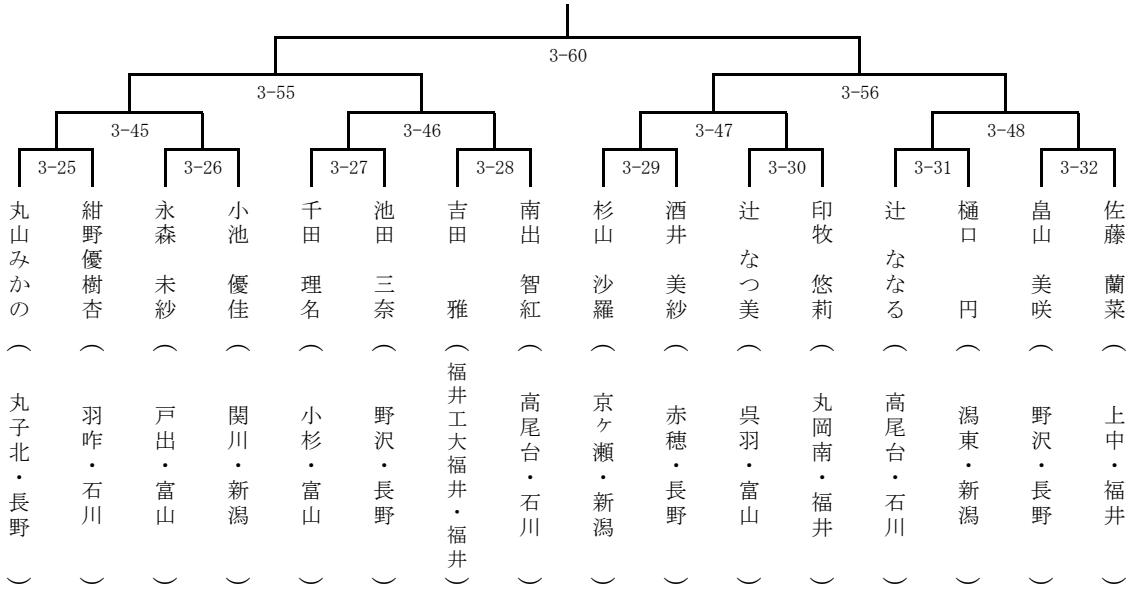 3-60
3-55
3-56
3-45
3-46
3-47
3-48
3-25
3-26
3-27
3-28
3-29
3-30
3-31
3-32
丸山みかの（丸子北・長野）
紺野優樹杏（羽咋・石川）
永森 未紗（戸出・富山）
小池 優佳（関川・新潟）
千田 理名（小杉・富山）
池田 三奈（野沢・長野）
吉田 雅（福井工大福井・福井）
南出 智紅（高尾台・石川）
杉山 沙羅（京ヶ瀬・新潟）
酒井 美紗（赤穂・長野）
辻 なつ美（呉羽・富山）
印牧 悠莉（丸岡南・福井）
辻 ななる（高尾台・石川）
樋口 円（潟東・新潟）
畠山 美咲（野沢・長野）
佐藤 蘭菜（上中・福井）